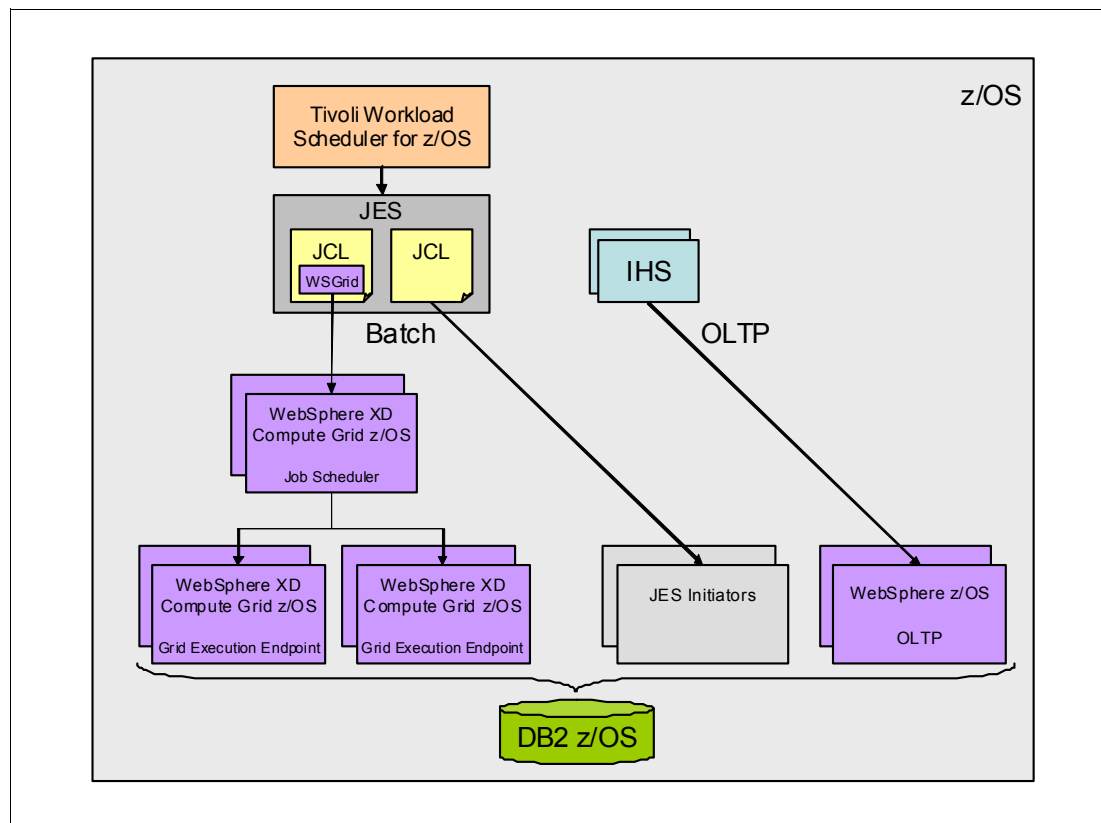 z/OS
Tivoli Workload
Scheduler for z/OS
JES
JCL
WSGrid
JCL
IHS
Batch
OLTP
WebSphere XD
Compute Grid z/OS
Job Scheduler
WebSphere XD
Compute Grid z/OS
Grid Execution Endpoint
WebSphere XD
Compute Grid z/OS
Grid Execution Endpoint
JES Initiators
WebSphere z/OS
OLTP
DB2 z/OS